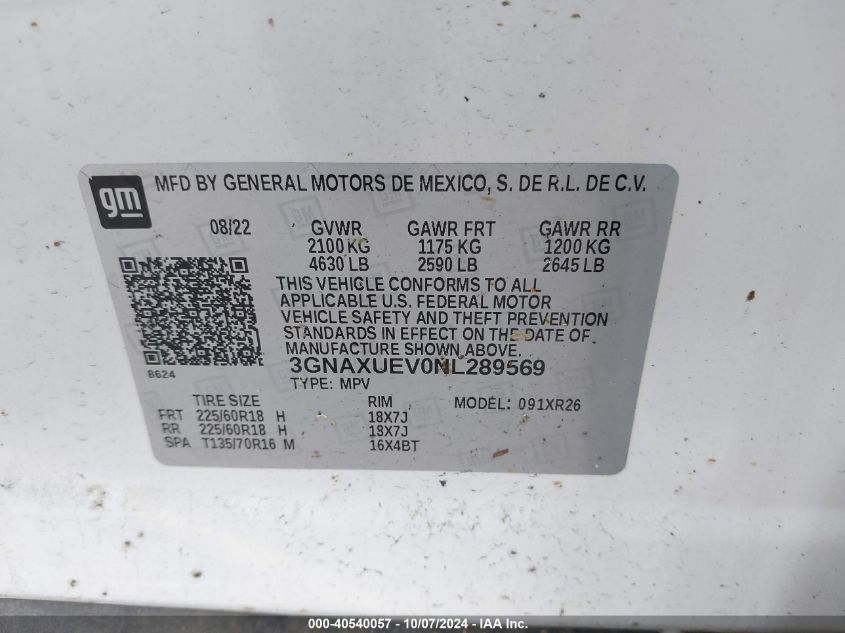 gm
MFD BY GENERAL MOTORS DE MEXICO, S. DE R.L. DE C.V.
08/22 GVWR GAWR FRT GAWR RR
2100 KG 1175 KG 1200 KG
4630 LB 2590 LB 2645 LB
THIS VEHICLE CONFORMS TO ALL
APPLICABLE U.S. FEDERAL MOTOR
VEHICLE SAFETY AND THEFT PREVENTION
STANDARDS IN EFFECT ON THE DATE OF
MANUFACTURE SHOWN ABOVE.
8624 3GNAXUEV0NL289569
TYPE: MPV
TIRE SIZE RIM MODEL: 091XR26
FRT 225/60R18 H 18X7J
RR 225/60R18 H 18X7J
SPA T135/70R16 M 16X4BT
000-40540057 - 10/07/2024 - IAA Holdings, LLC.